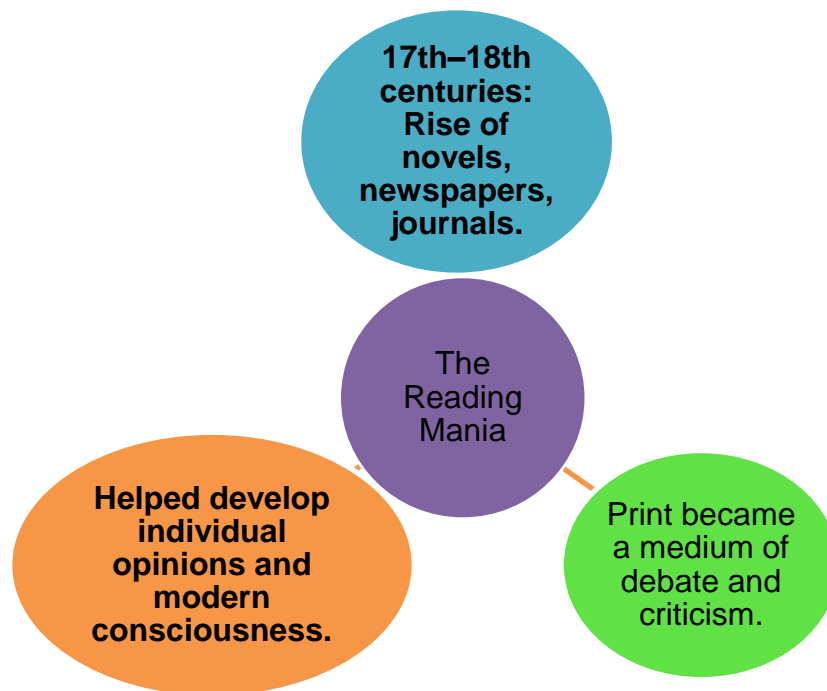 17th–18th
centuries:
Rise of
novels,
newspapers,
journals.
The
Reading
Mania
Helped develop
individual
opinions and
modern
consciousness.
Print became
a medium of
debate and
criticism.